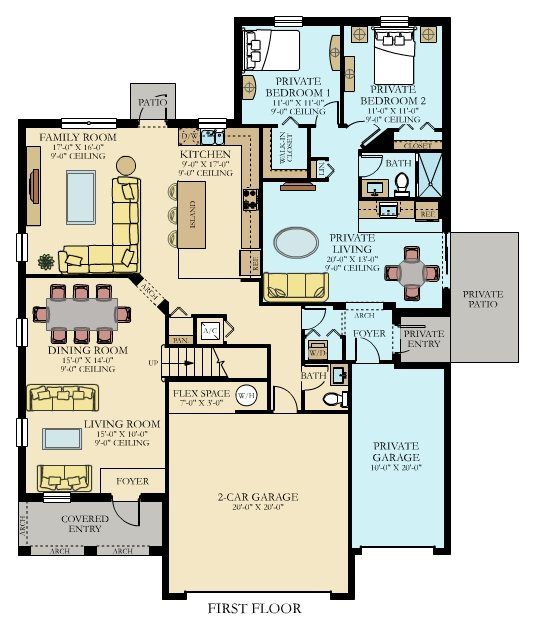 PRIVATE
BEDROOM 1
11'-0" X 11'-0"
9'-0" CEILING
PRIVATE
BEDROOM 2
11'-0" X 11'-0"
9'-0" CEILING
PATIO
FAMILY ROOM
17'-0" X 16'-0"
9'-0" CEILING
D/W
KITCHEN
9'-0" X 17'-0"
9'-0" CEILING
WALK-IN
CLOSET
LIN
CLOSET
BATH
ISLAND
REF.
REF.
PRIVATE
LIVING
20'-0" X 13'-0"
9'-0" CEILING
PRIVATE
PATIO
ARCH
ARCH
FOYER
PRIVATE
ENTRY
A/C
PAN.
W/D
DINING ROOM
15'-0" X 14'-0"
9'-0" CEILING
UP
BATH
FLEX SPACE
7'-0" X 3'-0"
W/H
LIVING ROOM
15'-0" X 10'-0"
9'-0" CEILING
FOYER
PRIVATE
GARAGE
10'-0" X 20'-0"
2-CAR GARAGE
20'-0" X 20'-0"
COVERED
ENTRY
ARCH
ARCH
ARCH
FIRST FLOOR